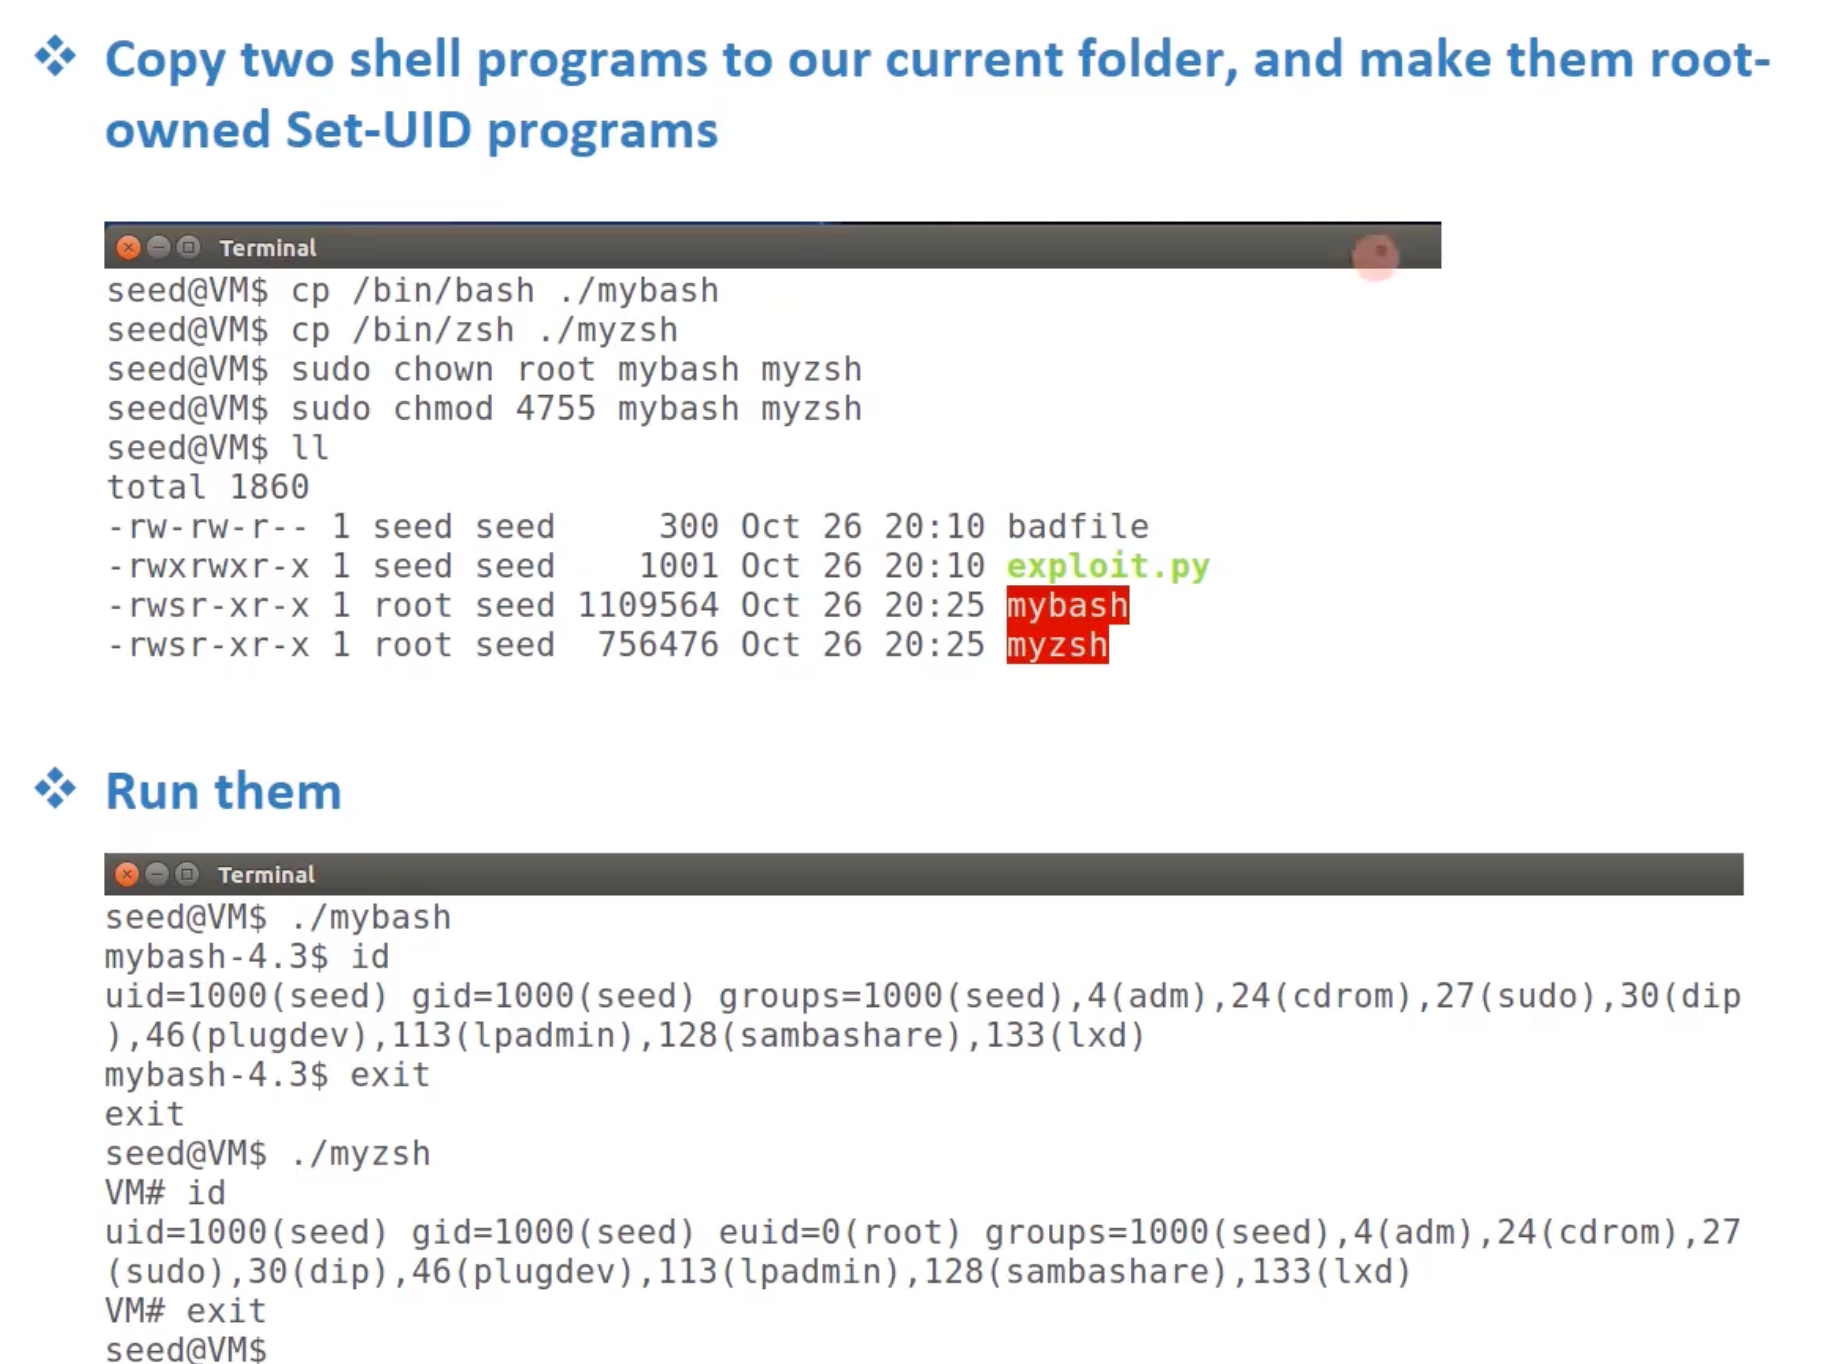 Copy two shell programs to our current folder, and make them root-
owned Set-UID programs
Terminal
seed@VM$ cp /bin/bash ./mybash
seed@VM$ cp /bin/zsh ./myzsh
seed@VM$ sudo chown root mybash myzsh
seed@VM$ sudo chmod 4755 mybash myzsh
seed@VM$ ll
total 1860
-rw-rw-r-- 1 seed seed     300 Oct 26 20:10 badfile
-rwxrwxr-x 1 seed seed    1001 Oct 26 20:10 exploit.py
-rwsr-xr-x 1 root seed 1109564 Oct 26 20:25 mybash
-rwsr-xr-x 1 root seed  756476 Oct 26 20:25 myzsh
Run them
Terminal
seed@VM$ ./mybash
mybash-4.3$ id
uid=1000(seed) gid=1000(seed) groups=1000(seed),4(adm),24(cdrom),27(sudo),30(dip
),46(plugdev),113(lpadmin),128(sambashare),133(lxd)
mybash-4.3$ exit
exit
seed@VM$ ./myzsh
VM# id
uid=1000(seed) gid=1000(seed) euid=0(root) groups=1000(seed),4(adm),24(cdrom),27
(sudo),30(dip),46(plugdev),113(lpadmin),128(sambashare),133(lxd)
VM# exit
seed@VM$